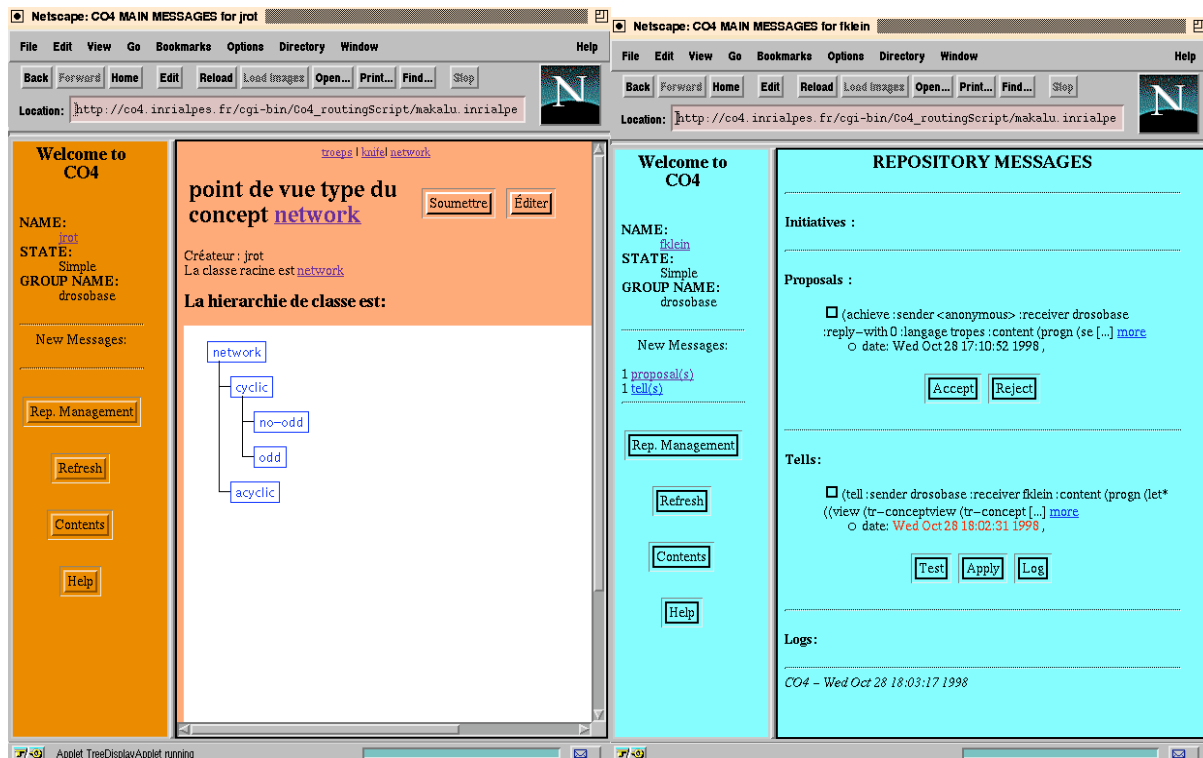 Netscape: CO4 MAIN MESSAGES for jrot
File Edit View Go Bookmarks Options Directory Window Help
Back Forward Home Edit Reload Load Images Open... Print... Find... Stop
Location: http://co4.inrialpes.fr/cgi-bin/Co4_routingScript/makalu.inrialpe
N
Welcome to
CO4
NAME:
jrot
STATE:
Simple
GROUP NAME:
drosobase
New Messages:
Rep. Management
Refresh
Contents
Help
troeps | knife| network
point de vue type du
concept network
Soumettre Éditer
Créateur : jrot
La classe racine est network
La hierarchie de classe est:
network
cyclic
no-odd
odd
acyclic
Applet TreeDisplayApplet running
Netscape: CO4 MAIN MESSAGES for fklein
File Edit View Go Bookmarks Options Directory Window Help
Back Forward Home Edit Reload Load Images Open... Print... Find... Stop
Location: http://co4.inrialpes.fr/cgi-bin/Co4_routingScript/makalu.inrialpe
N
Welcome to
CO4
NAME:
fklein
STATE:
Simple
GROUP NAME:
drosobase
New Messages:
1 proposal(s)
1 tell(s)
Rep. Management
Refresh
Contents
Help
REPOSITORY MESSAGES
Initiatives :
Proposals :
(achieve :sender <anonymous> :receiver drosobase
:reply-with 0 :langage tropes :content (progn (se [...] more
date: Wed Oct 28 17:10:52 1998 ,
Accept Reject
Tells:
(tell :sender drosobase :receiver fklein :content (progn (let*
((view (tr-conceptview (tr-concept [...] more
date: Wed Oct 28 18:02:31 1998 ,
Test Apply Log
Logs:
CO4 - Wed Oct 28 18:03:17 1998